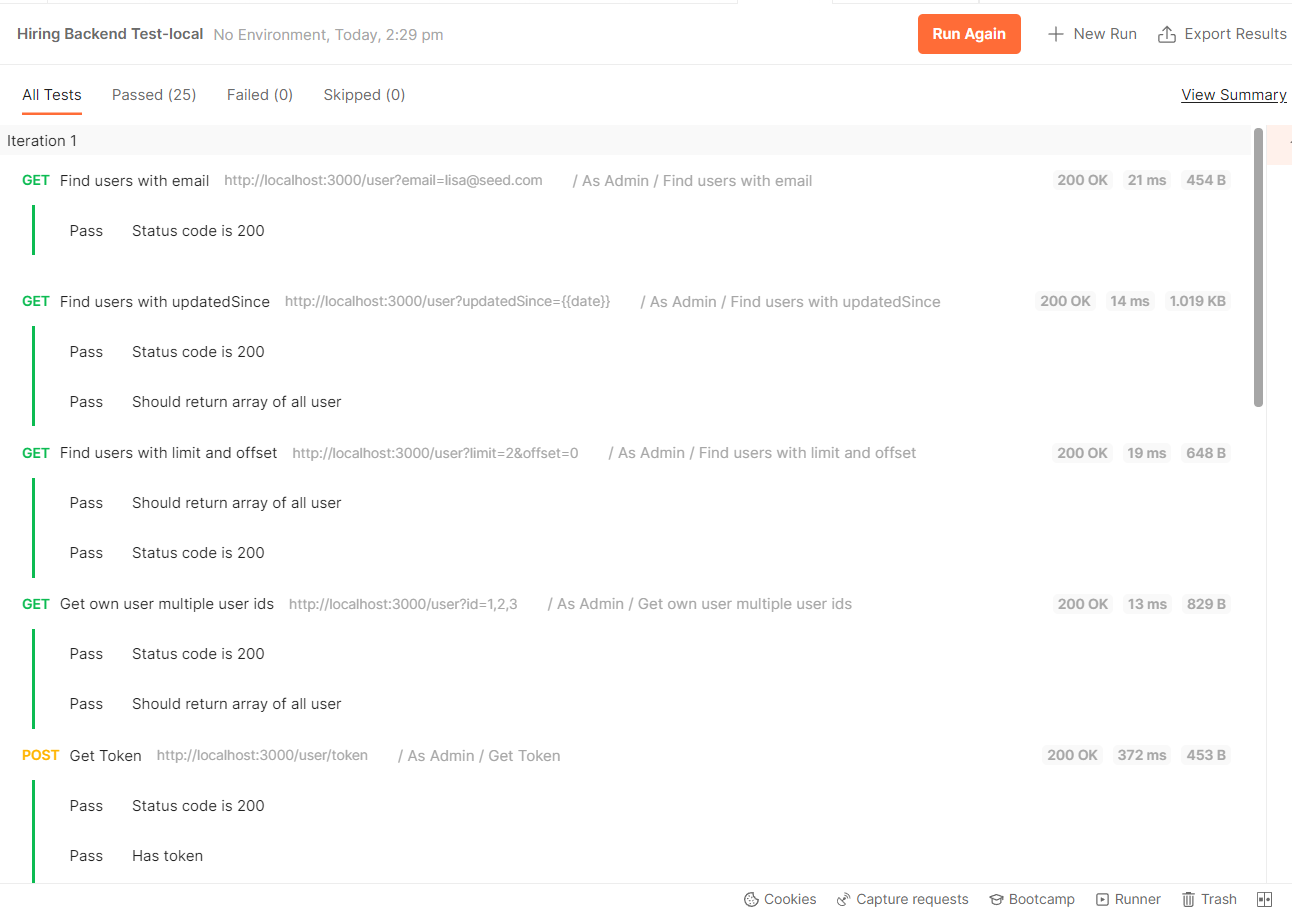 Hiring Backend Test-local No Environment, Today, 2:29 pm Run Again New Run Export Results
All Tests Passed (25) Failed (0) Skipped (0) View Summary
Iteration 1
GET Find users with email http://localhost:3000/user?email=lisa@seed.com / As Admin / Find users with email 200 OK 21 ms 454 B
Pass Status code is 200
GET Find users with updatedSince http://localhost:3000/user?updatedSince={{date}} / As Admin / Find users with updatedSince 200 OK 14 ms 1.019 KB
Pass Status code is 200
Pass Should return array of all user
GET Find users with limit and offset http://localhost:3000/user?limit=2&offset=0 / As Admin / Find users with limit and offset 200 OK 19 ms 648 B
Pass Should return array of all user
Pass Status code is 200
GET Get own user multiple user ids http://localhost:3000/user?id=1,2,3 / As Admin / Get own user multiple user ids 200 OK 13 ms 829 B
Pass Status code is 200
Pass Should return array of all user
POST Get Token http://localhost:3000/user/token / As Admin / Get Token 200 OK 372 ms 453 B
Pass Status code is 200
Pass Has token
Cookies Capture requests Bootcamp Runner Trash